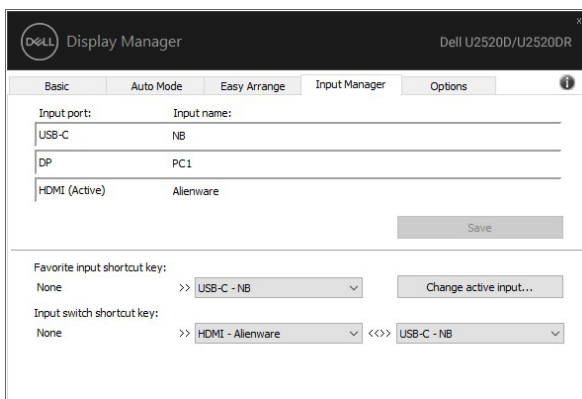 DELL Display Manager Dell U2520D/U2520DR
Basic Auto Mode Easy Arrange Input Manager Options
Input port: Input name:
USB-C NB
DP PC1
HDMI (Active) Alienware
Save
Favorite input shortcut key:
None >> USB-C - NB Change active input...
Input switch shortcut key:
None >> HDMI - Alienware <<>> USB-C - NB